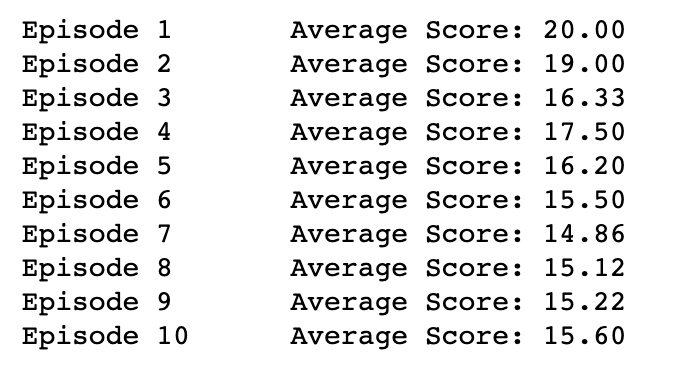 Episode 1 Average Score: 20.00
Episode 2 Average Score: 19.00
Episode 3 Average Score: 16.33
Episode 4 Average Score: 17.50
Episode 5 Average Score: 16.20
Episode 6 Average Score: 15.50
Episode 7 Average Score: 14.86
Episode 8 Average Score: 15.12
Episode 9 Average Score: 15.22
Episode 10 Average Score: 15.60